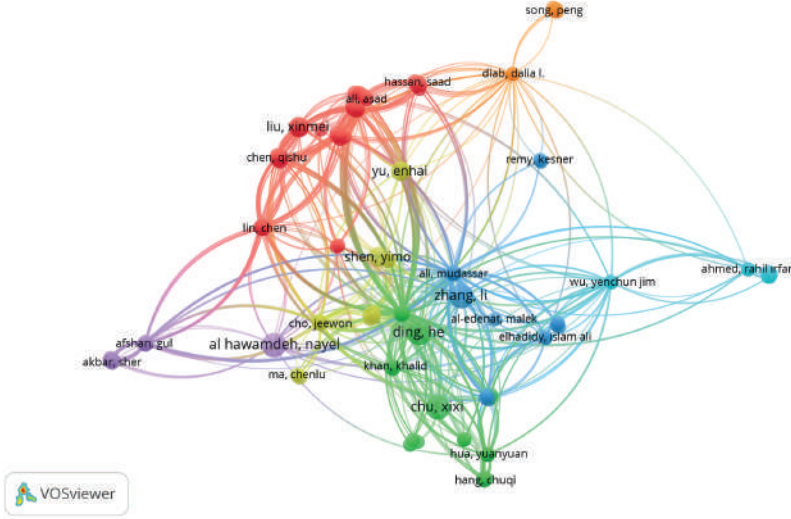 song, peng
diab, dalia l.
hassan, saad
ali, asad
liu, xinmei
chen, qishu
remy, kesner
yu, enhai
lin, chen
shen, yimo
ali, mudassar
ahmed, rahil irfan
wu, yenchun jim
zhang, li
al-edenat, malek
cho, jeewon
ding, he
elhadidy, islam ali
afshan, gul
al hawamdeh, nayel
akbar, sher
khan, khalid
ma, chenlu
chu, xixi
hua, yuanyuan
hang, chuqi
VOSviewer